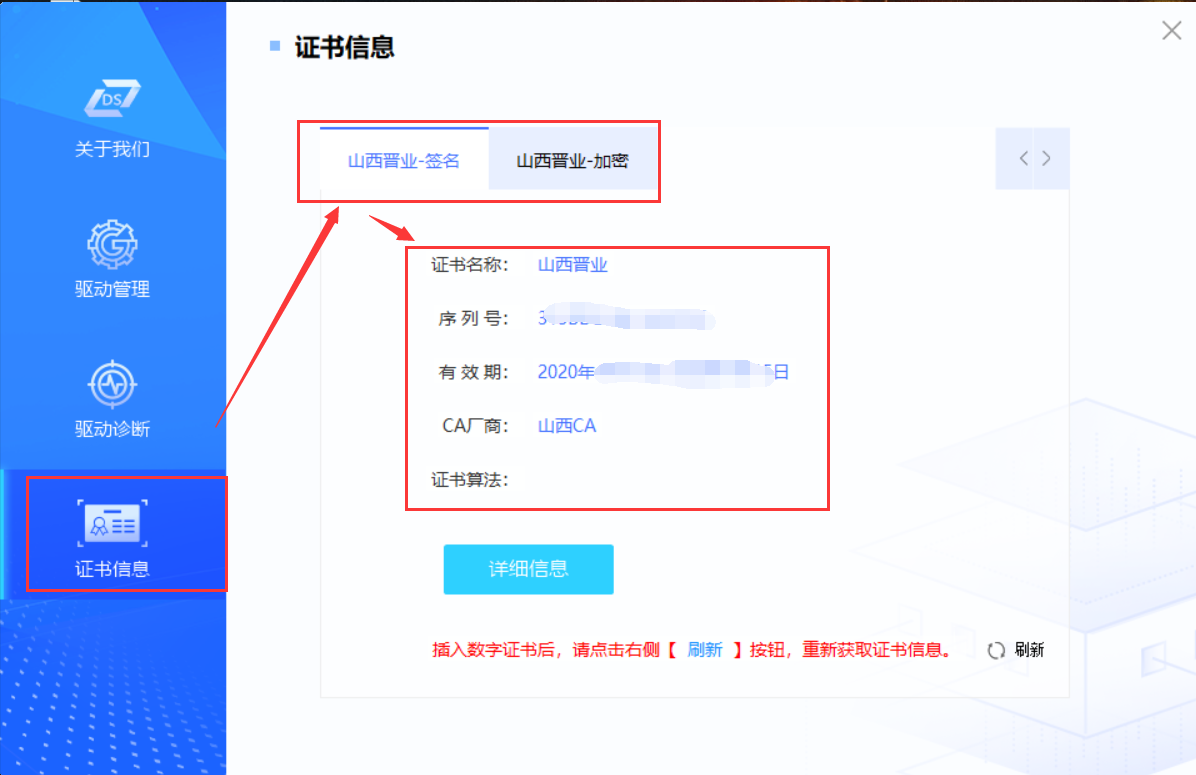 证书信息
DS
关于我们
驱动管理
驱动诊断
证书信息
山西晋业-签名
山西晋业-加密
证书名称： 山西晋业
序 列 号：
有 效 期： 2020年 日
CA厂商： 山西CA
证书算法：
详细信息
插入数字证书后，请点击右侧【 刷新 】按钮，重新获取证书信息。
刷新